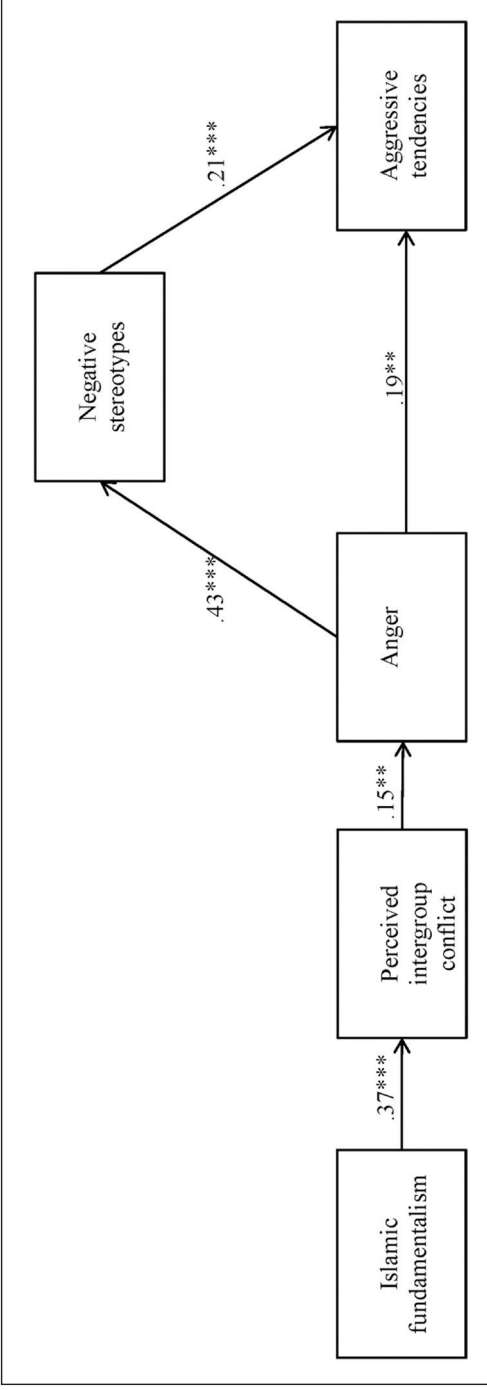 Islamic
fundamentalism
.37***
Perceived
intergroup
conflict
.15**
Anger
.43***
Negative
stereotypes
.21***
.19**
Aggressive
tendencies